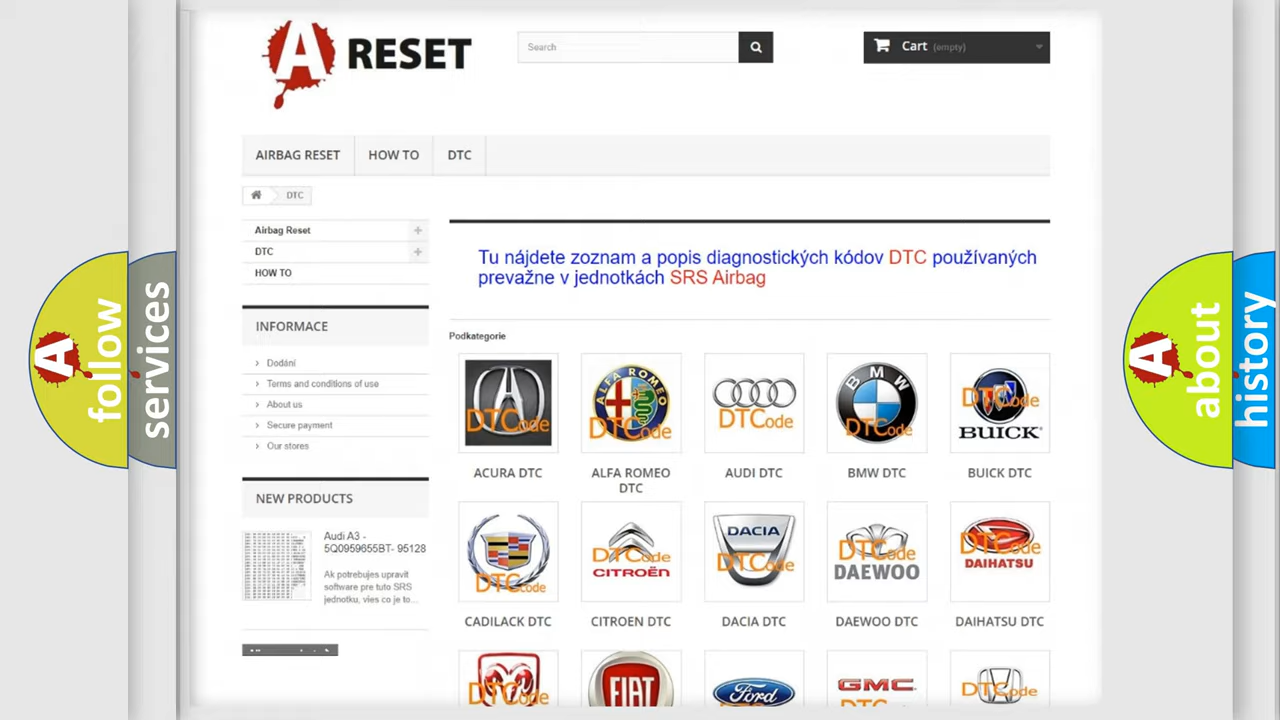 A RESET
Search
Cart (empty)
AIRBAG RESET
HOW TO
DTC
DTC
Airbag Reset
DTC
HOW TO
INFORMACE
Dodání
Terms and conditions of use
About us
Secure payment
Our stores
NEW PRODUCTS
Audi A3 -
5Q0959655BT- 95128
Ak potrebujes upravit
software pre tuto SRS
jednotku, vies co je to...
Tu nájdete zoznam a popis diagnostických kódov DTC používaných
prevažne v jednotkách SRS Airbag
Podkategorie
DTCode
ALFA ROMEO
DTCode
DTCode
BMW
DTCode
DTCode
BUICK
ACURA DTC
ALFA ROMEO
DTC
AUDI DTC
BMW DTC
BUICK DTC
DTCode
DTCode
CITROËN
DACIA
DTCode
DTCode
DAEWOO
DTCode
DAIHATSU
CADILACK DTC
CITROEN DTC
DACIA DTC
DAEWOO DTC
DAIHATSU DTC
DTCode
FIAT
Ford
GMC
DTCode
A follow
services
A about
history